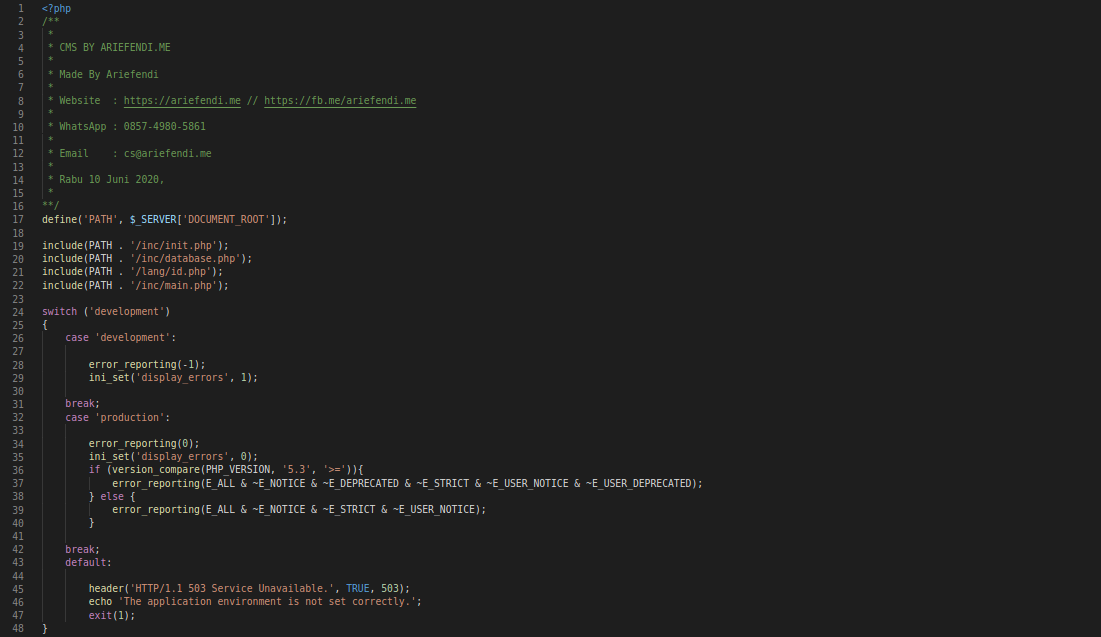 1 <?php
2 /**
3  *
4  * CMS BY ARIEFENDI.ME
5  *
6  * Made By Ariefendi
7  *
8  * Website  : https://ariefendi.me // https://fb.me/ariefendi.me
9  *
10  * WhatsApp : 0857-4980-5861
11  *
12  * Email    : cs@ariefendi.me
13  *
14  * Rabu 10 Juni 2020,
15  *
16 **/
17 define('PATH', $_SERVER['DOCUMENT_ROOT']);
18
19 include(PATH . '/inc/init.php');
20 include(PATH . '/inc/database.php');
21 include(PATH . '/lang/id.php');
22 include(PATH . '/inc/main.php');
23
24 switch ('development')
25 {
26     case 'development':
27
28         error_reporting(-1);
29         ini_set('display_errors', 1);
30
31     break;
32     case 'production':
33
34         error_reporting(0);
35         ini_set('display_errors', 0);
36         if (version_compare(PHP_VERSION, '5.3', '>=')){
37             error_reporting(E_ALL & ~E_NOTICE & ~E_DEPRECATED & ~E_STRICT & ~E_USER_NOTICE & ~E_USER_DEPRECATED);
38         } else {
39             error_reporting(E_ALL & ~E_NOTICE & ~E_STRICT & ~E_USER_NOTICE);
40         }
41
42     break;
43     default:
44
45         header('HTTP/1.1 503 Service Unavailable.', TRUE, 503);
46         echo 'The application environment is not set correctly.';
47         exit(1);
48 }